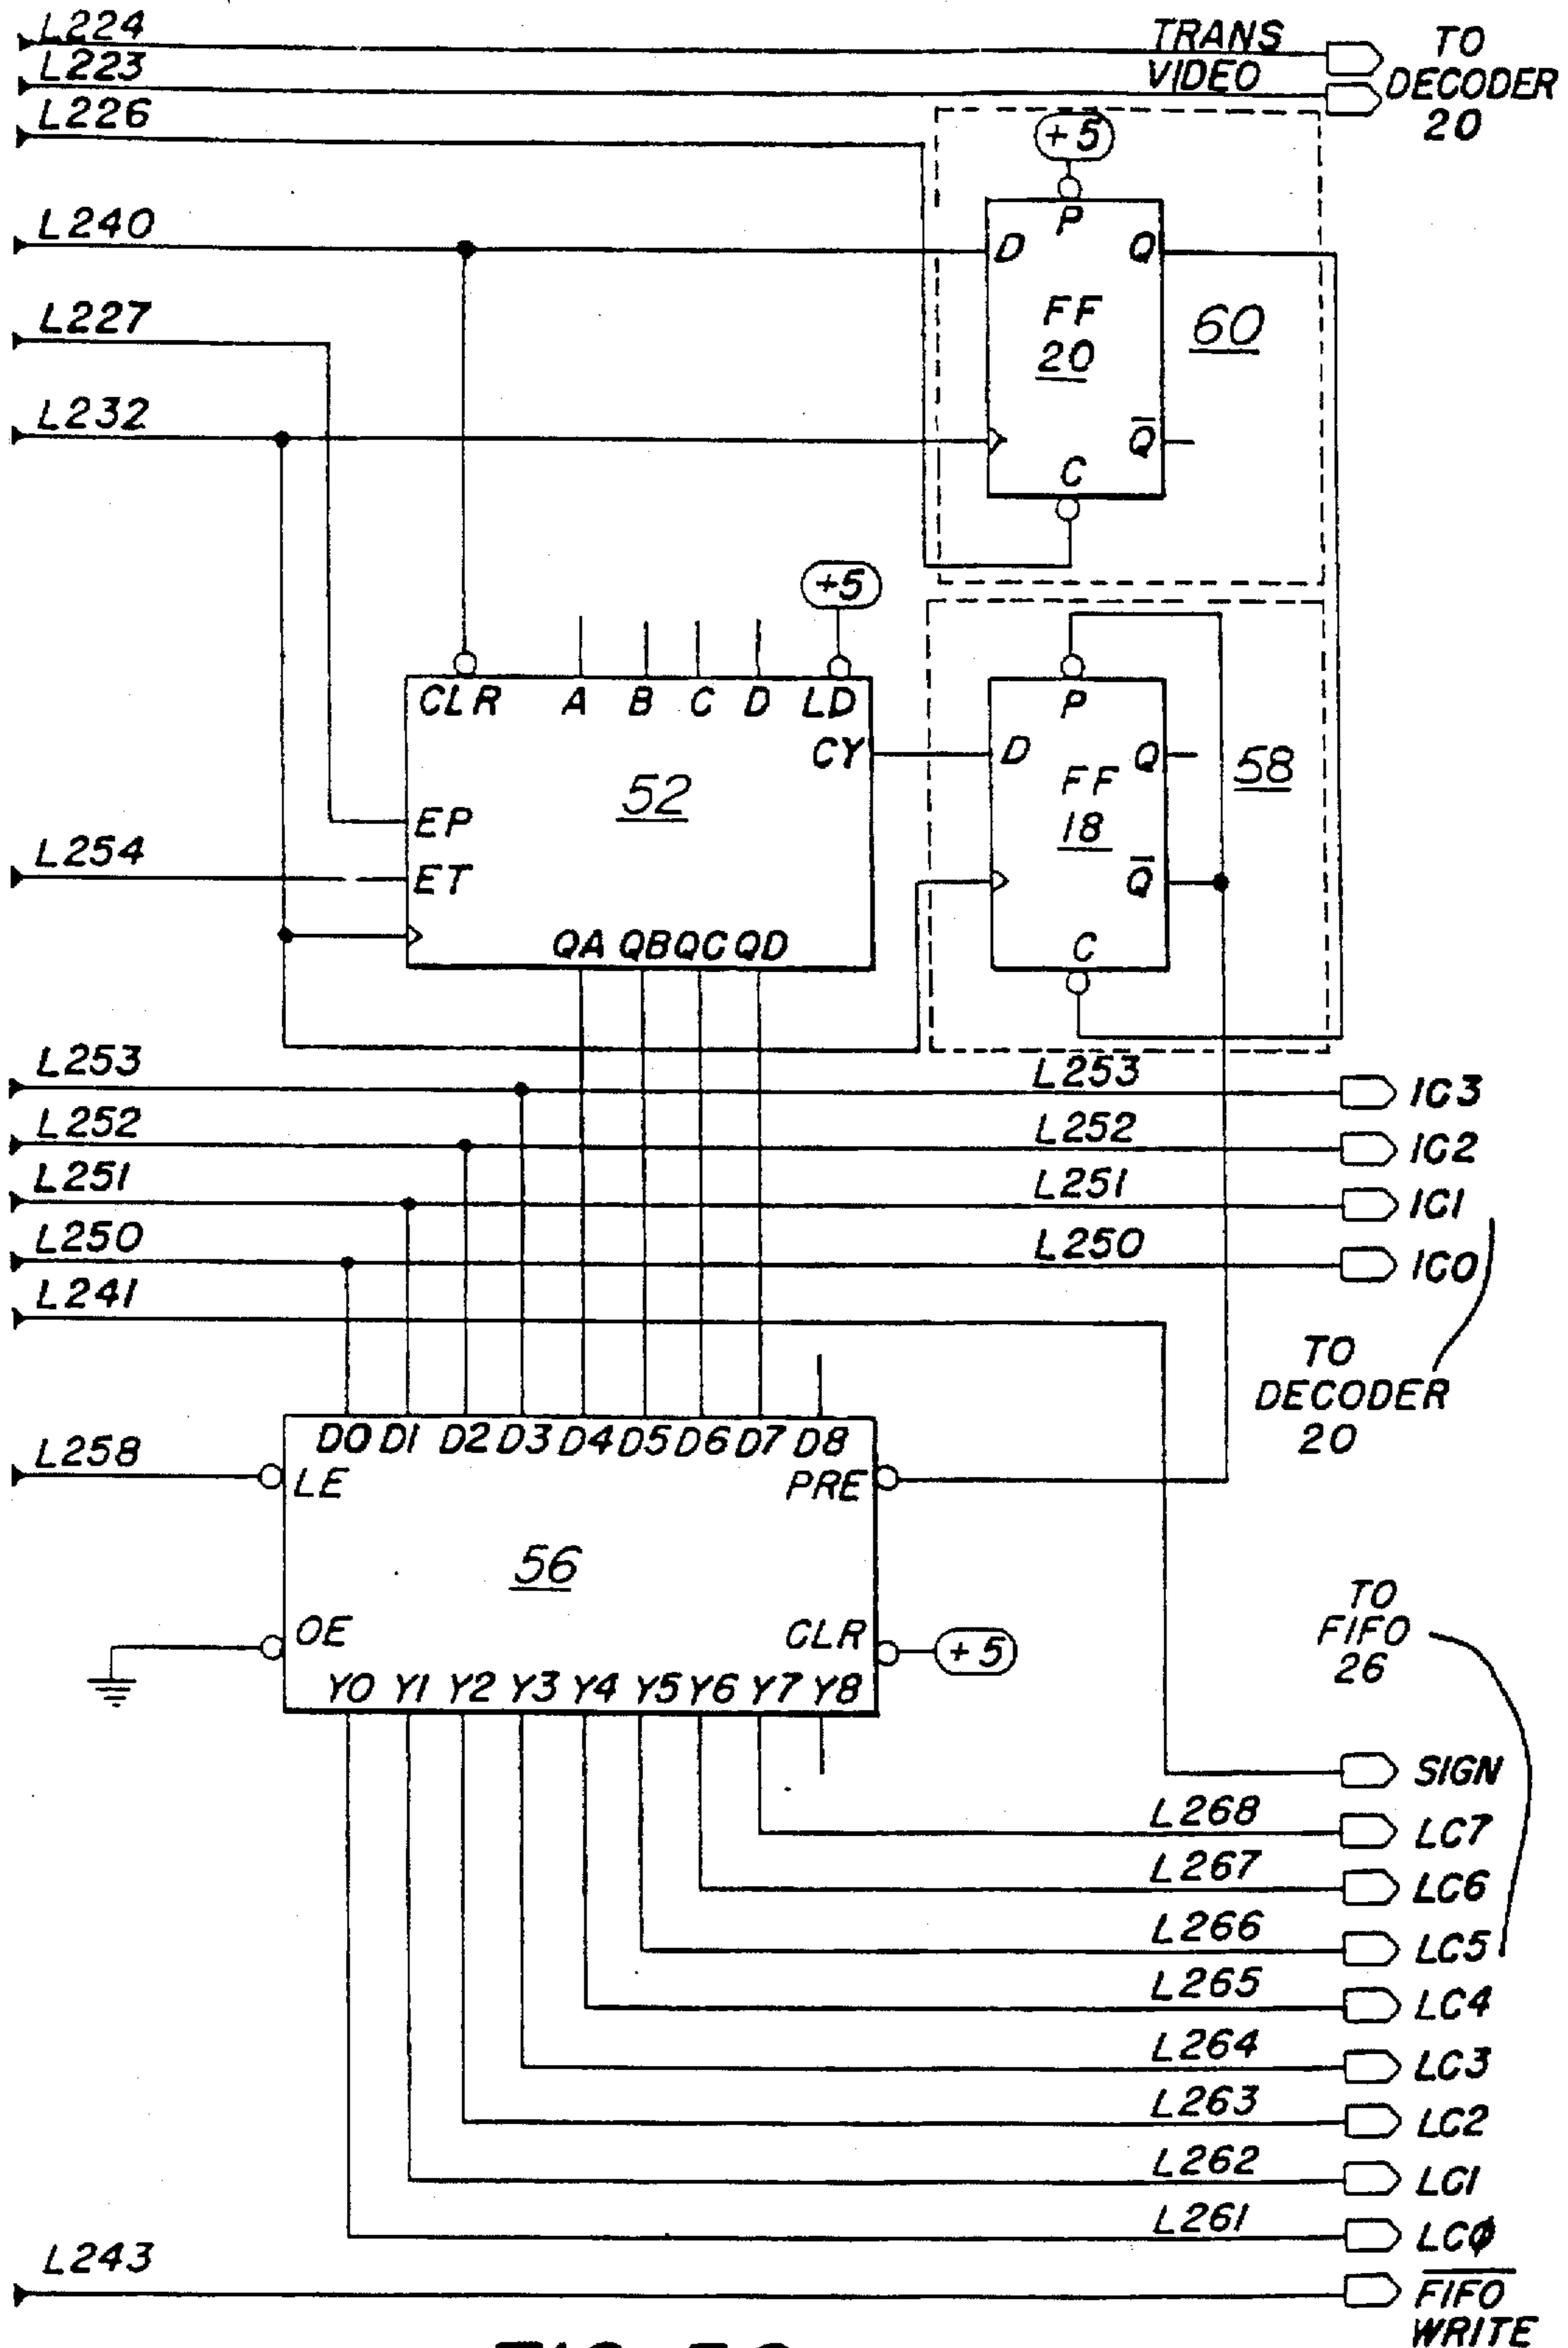 L224 TRANS TO
L223 VIDEO DECODER
L226 20
+5
L240 D P Q
L227 FF 60
20
L232 Q̅
C
+5
CLR A B C D LD P
CY D Q 58
52 FF
18
EP
L254 ET Q̅
QA QB QC QD C
L253 L253 IC3
L252 L252 IC2
L251 L251 IC1
L250 L250 IC0
L241
TO
DECODER
20
D0 D1 D2 D3 D4 D5 D6 D7 D8
L258 LE PRE
56
TO
FIFO
26
OE CLR +5
Y0 Y1 Y2 Y3 Y4 Y5 Y6 Y7 Y8
SIGN
L268 LC7
L267 LC6
L266 LC5
L265 LC4
L264 LC3
L263 LC2
L262 LC1
L261 LCØ
L243 FIFO
WRITE